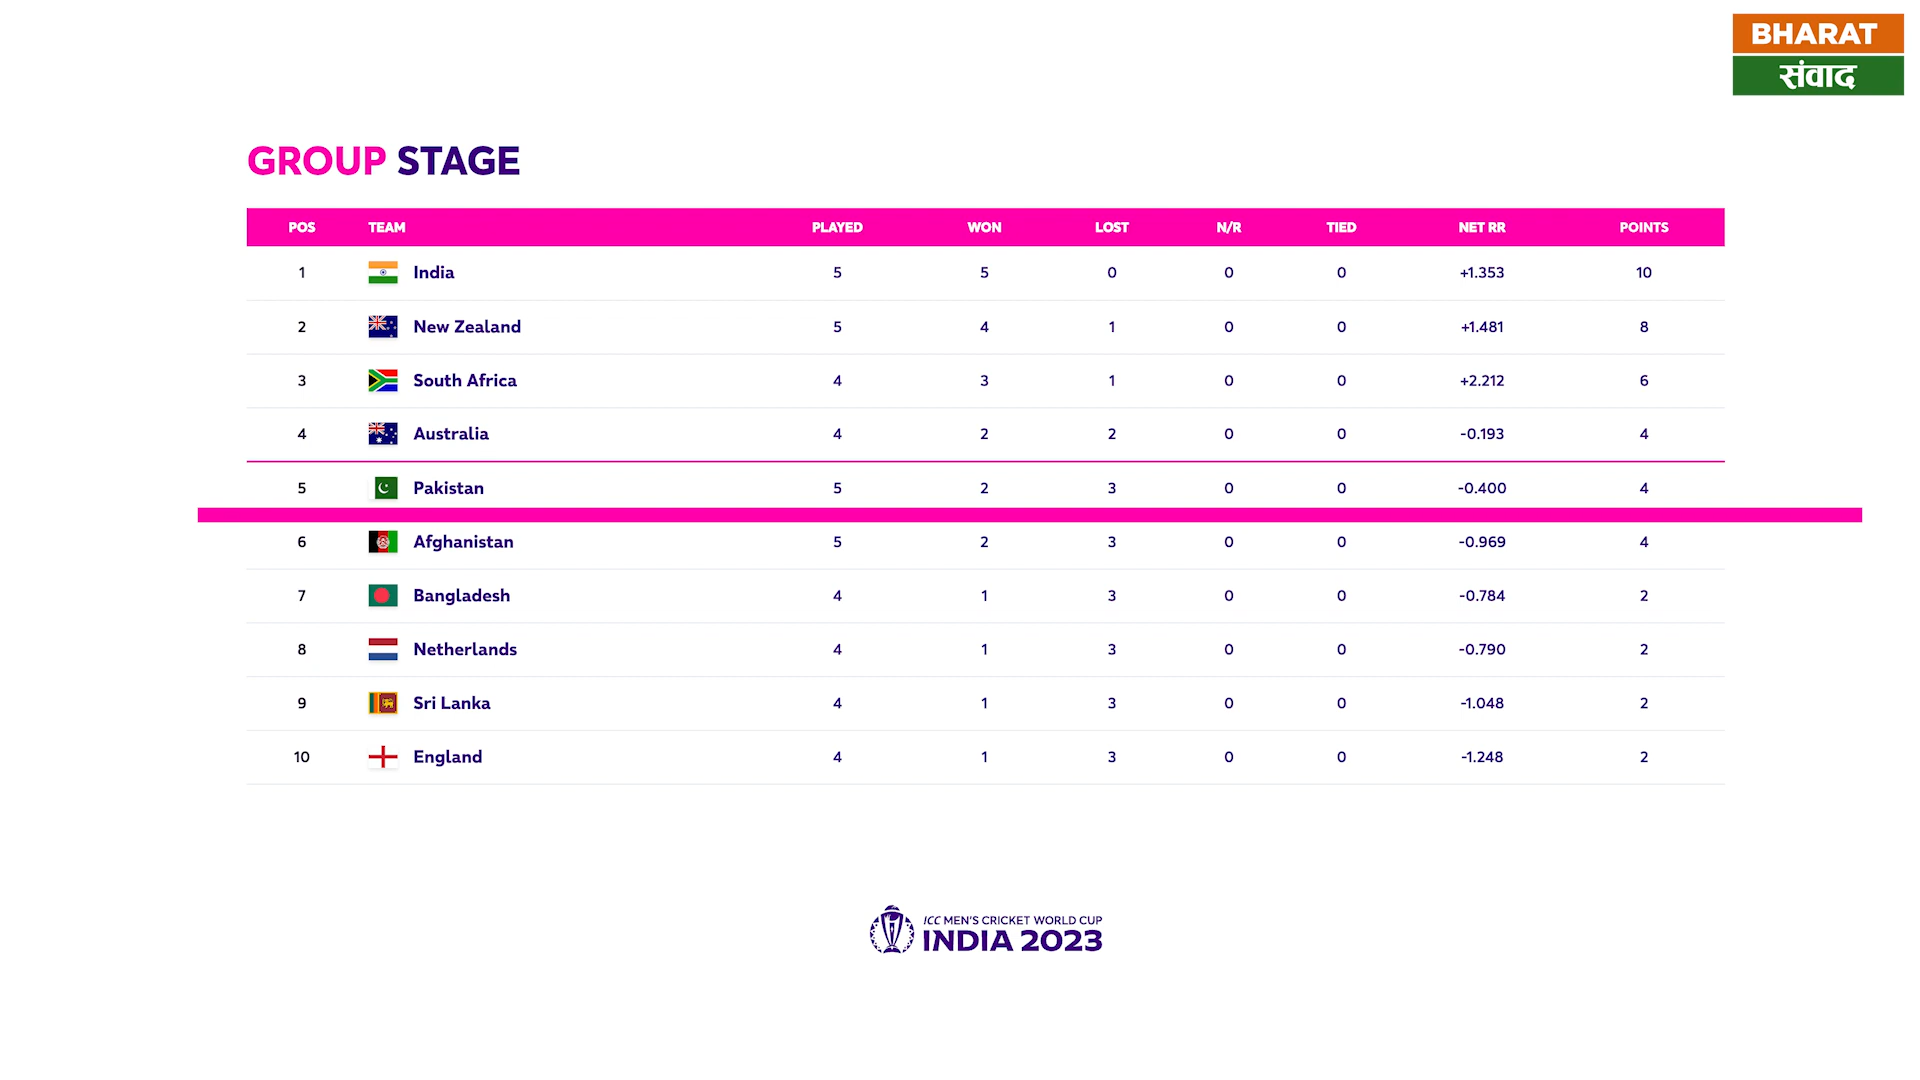 BHARAT
संवाद
GROUP STAGE
POS TEAM PLAYED WON LOST N/R TIED NET RR POINTS
1 India 5 5 0 0 0 +1.353 10
2 New Zealand 5 4 1 0 0 +1.481 8
3 South Africa 4 3 1 0 0 +2.212 6
4 Australia 4 2 2 0 0 -0.193 4
5 Pakistan 5 2 3 0 0 -0.400 4
6 Afghanistan 5 2 3 0 0 -0.969 4
7 Bangladesh 4 1 3 0 0 -0.784 2
8 Netherlands 4 1 3 0 0 -0.790 2
9 Sri Lanka 4 1 3 0 0 -1.048 2
10 England 4 1 3 0 0 -1.248 2
ICC MEN'S CRICKET WORLD CUP
INDIA 2023